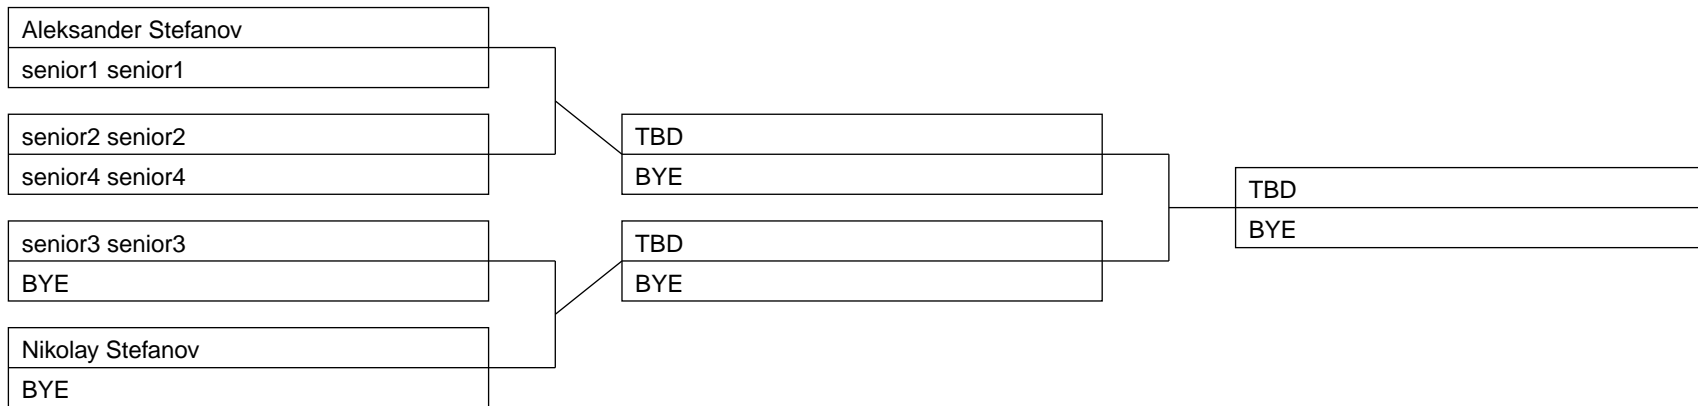 Aleksander Stefanov
senior1 senior1
senior2 senior2
senior4 senior4
senior3 senior3
BYE
Nikolay Stefanov
BYE
TBD
BYE
TBD
BYE
TBD
BYE